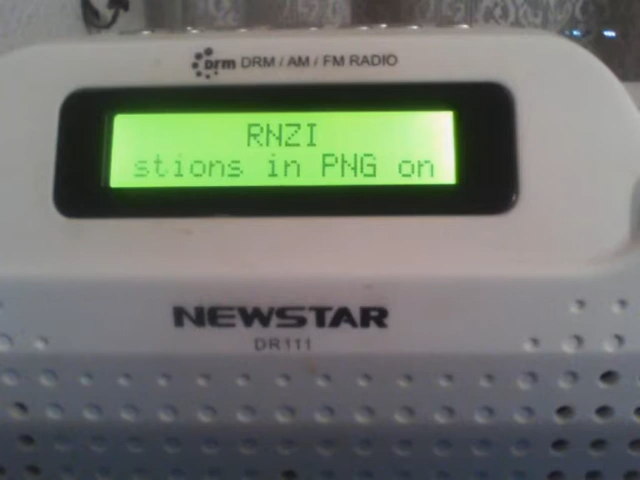 DRM DRM / AM / FM RADIO
RNZI
stions in PNG on
NEWSTAR
DR111